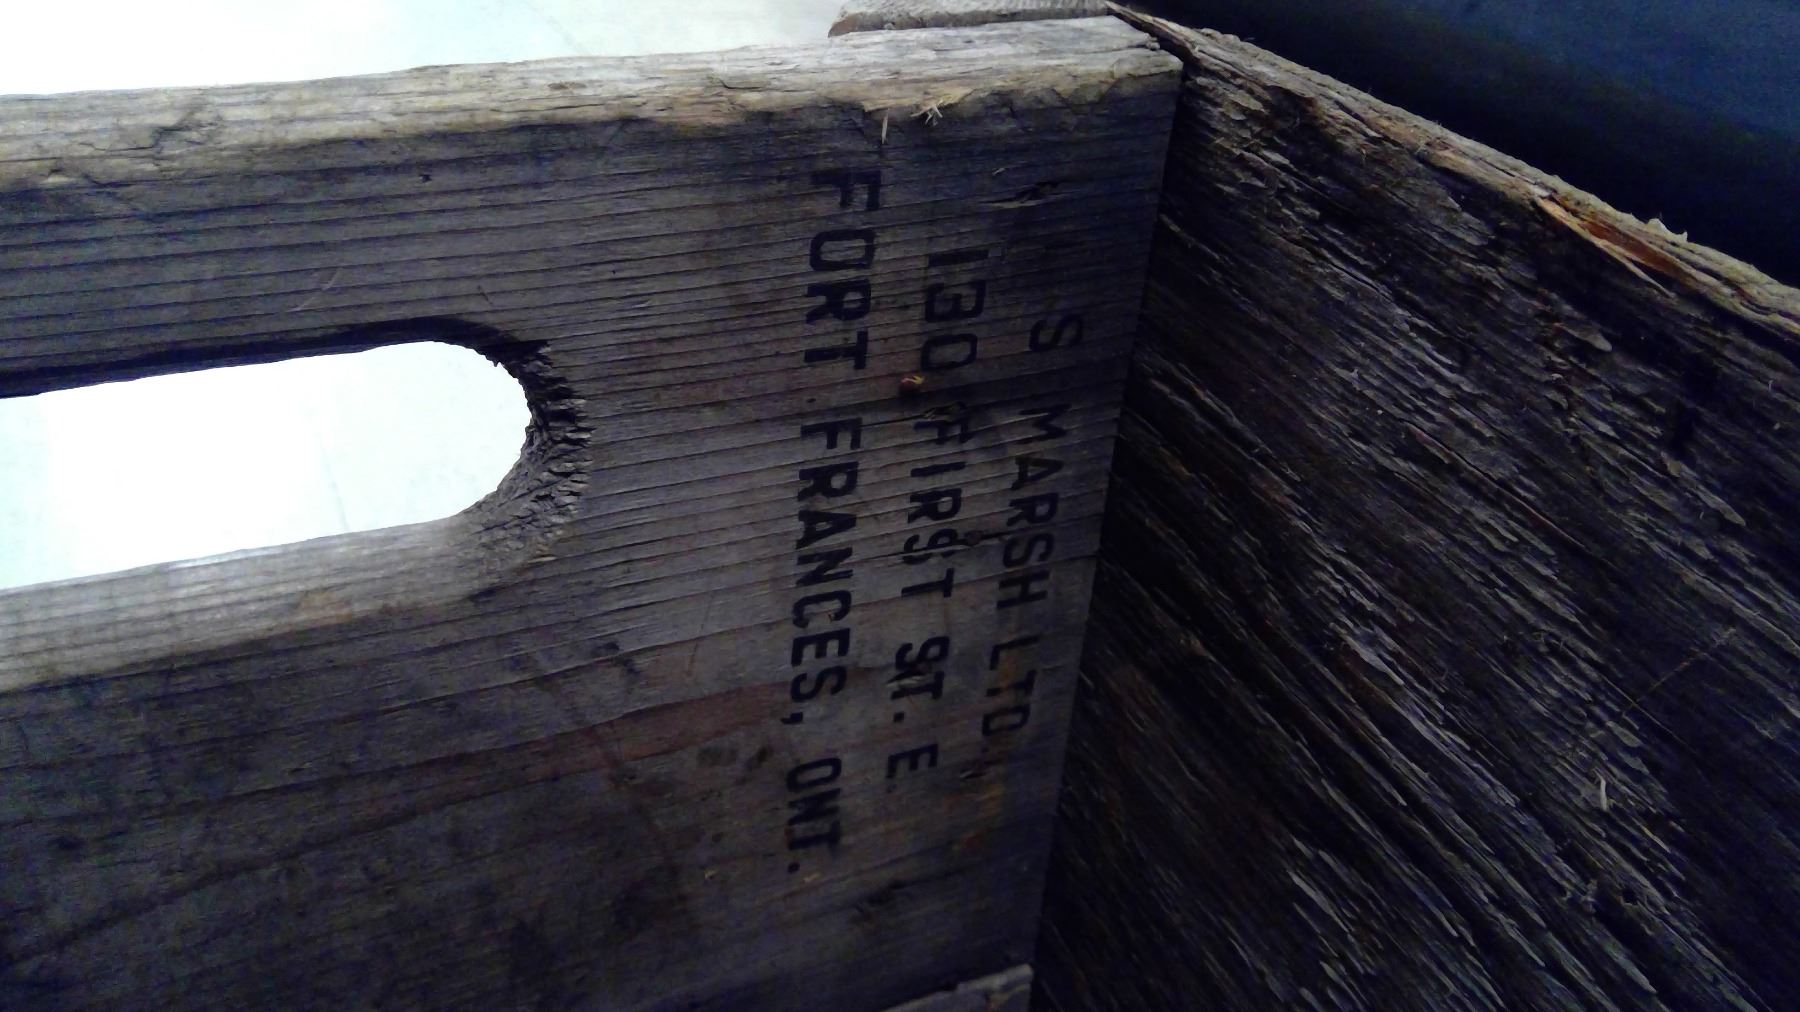 S. MARSH LTD.
130 FIRST ST. E.
FORT FRANCES, ONT.